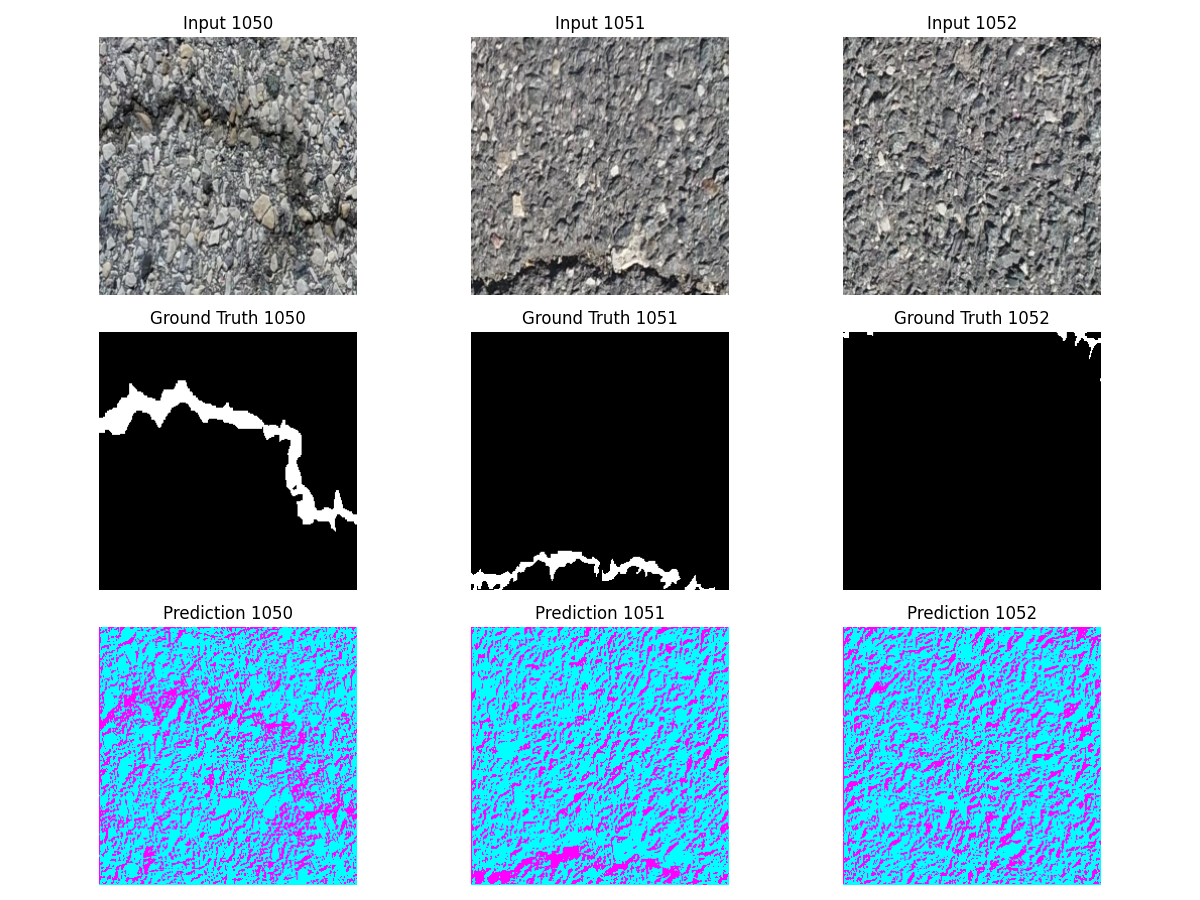 Input 1050
Input 1051
Input 1052
Ground Truth 1050
Ground Truth 1051
Ground Truth 1052
Prediction 1050
Prediction 1051
Prediction 1052